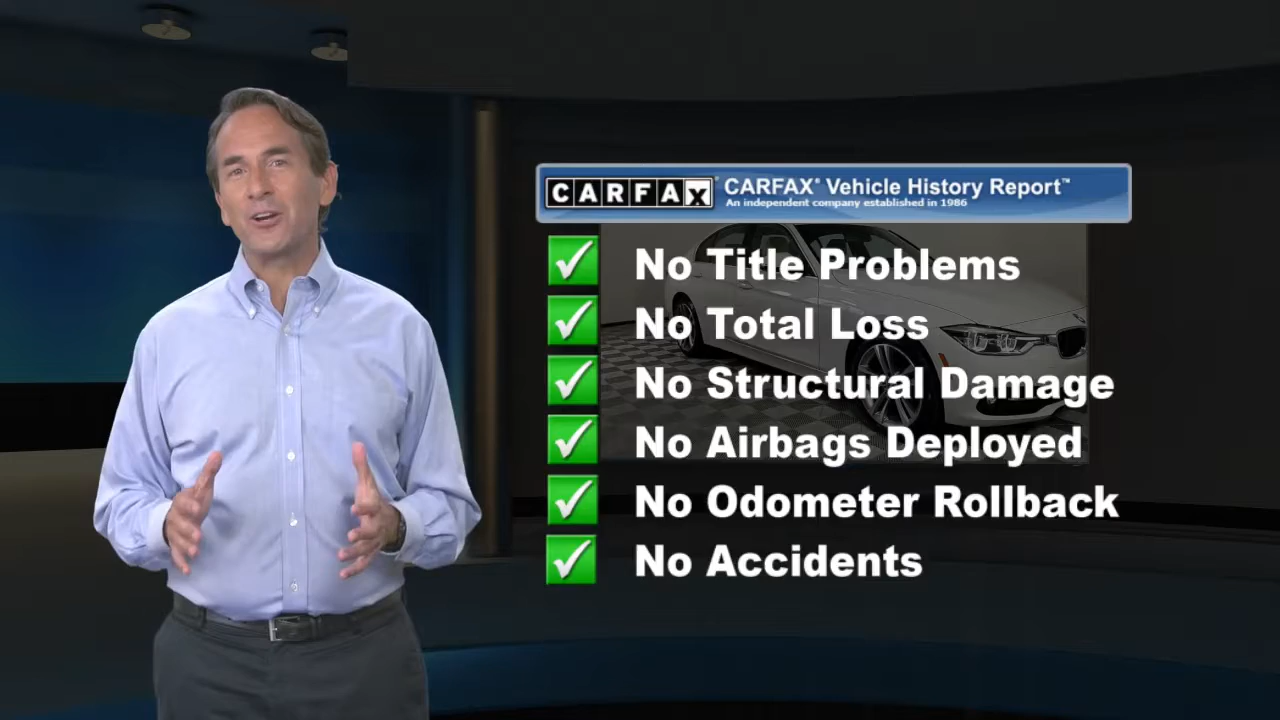 CARFAX
CARFAX® Vehicle History Report™
An independent company established in 1986
No Title Problems
No Total Loss
No Structural Damage
No Airbags Deployed
No Odometer Rollback
No Accidents